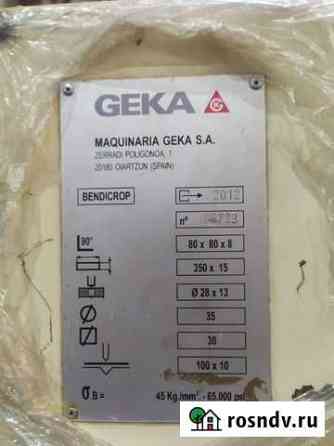 GEKA
MAQUINARIA GEKA S.A.
ZERRADI POLIGONOA, 1
20180 OIARTZUN (SPAIN)
BENDICROP 2012
nº
90° 80 x 80 x 8
350 x 15
Ø 28 x 13
35
30
100 x 10
σ B = 45 Kg./mm². - 65.000 psi
rosndv.ru